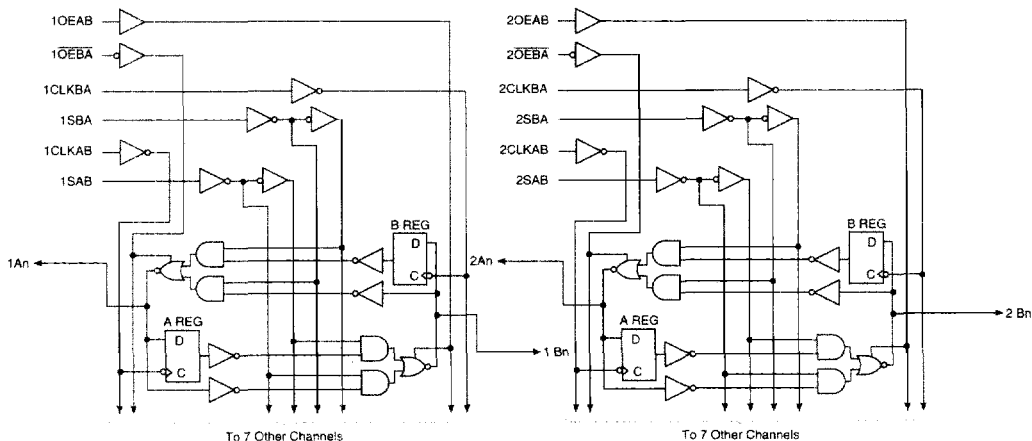 1OEAB
1OEBA
1CLKBA
1SBA
1CLKAB
1SAB
B REG
D
C
1An
A REG
D
C
1 Bn
To 7 Other Channels
2OEAB
2OEBA
2CLKBA
2SBA
2CLKAB
2SAB
B REG
D
C
2An
A REG
D
C
2 Bn
To 7 Other Channels